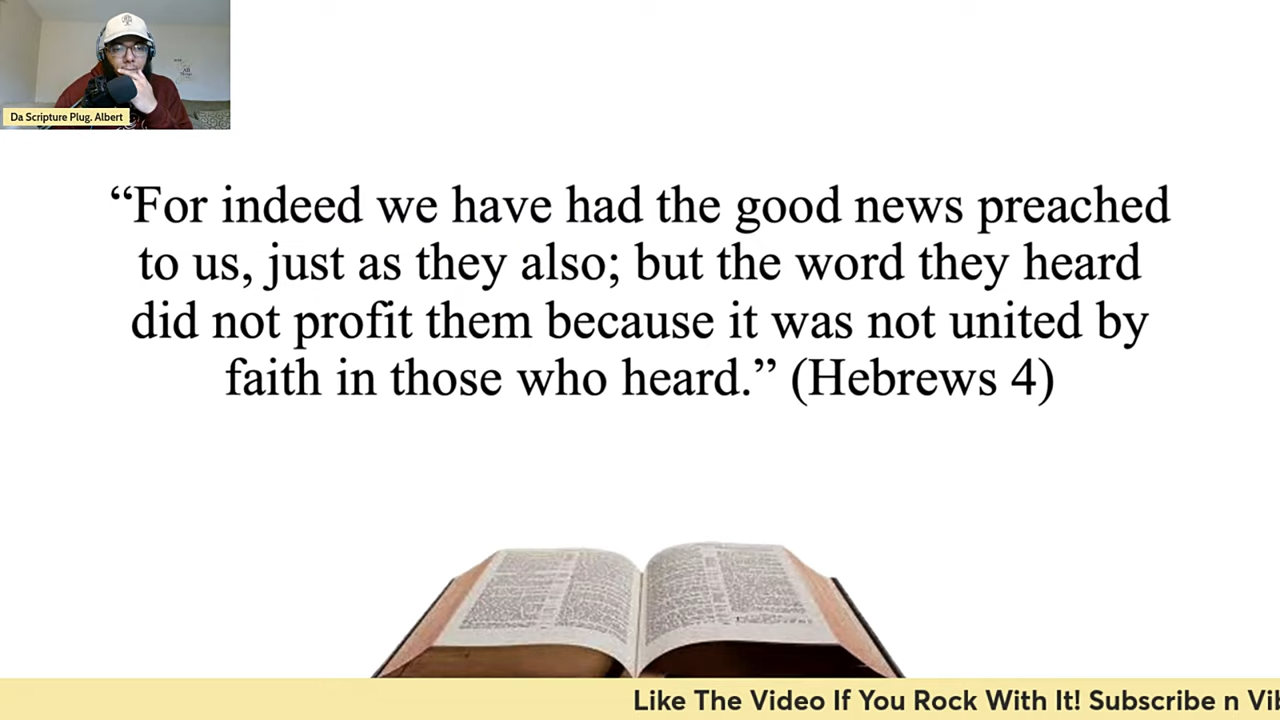 Da Scripture Plug. Albert
“For indeed we have had the good news preached
to us, just as they also; but the word they heard
did not profit them because it was not united by
faith in those who heard.” (Hebrews 4)
Like The Video If You Rock With It! Subscribe n Vib